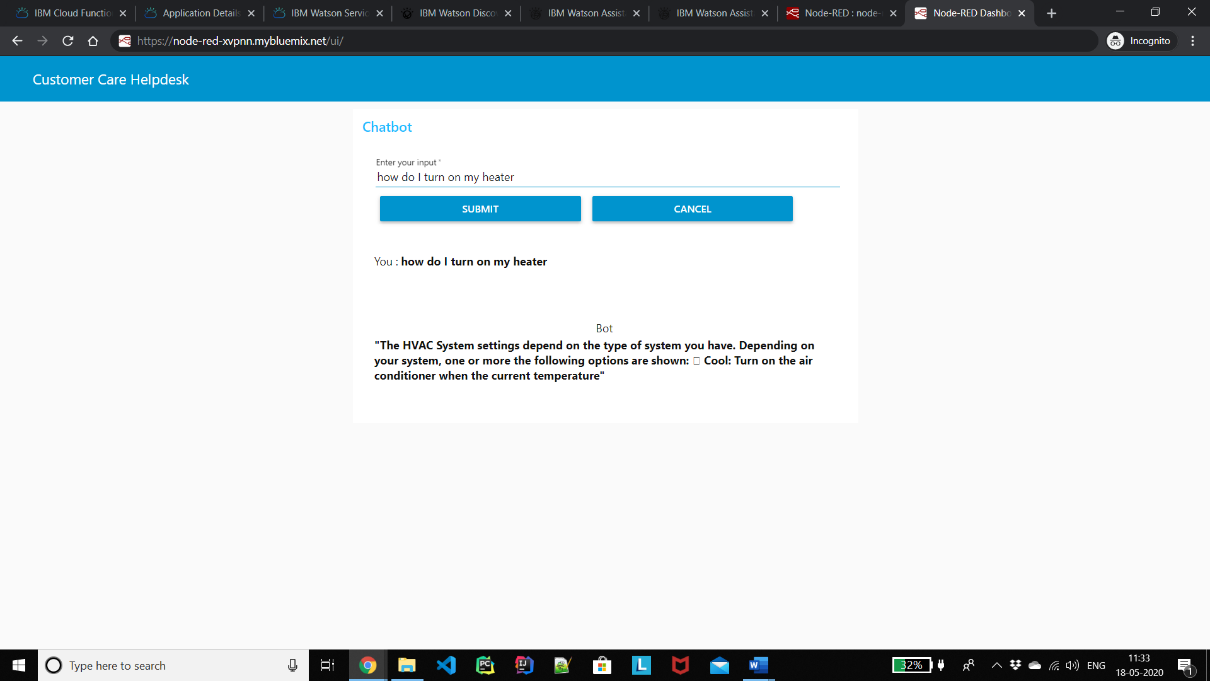 IBM Cloud Functio
Application Details
IBM Watson Servic
IBM Watson Disco
IBM Watson Assist
IBM Watson Assist
Node-RED : node-
Node-RED Dashbo
https://node-red-xvpnn.mybluemix.net/ui/
Incognito
Customer Care Helpdesk
Chatbot
Enter your input *
how do I turn on my heater
SUBMIT
CANCEL
You : how do I turn on my heater
Bot
"The HVAC System settings depend on the type of system you have. Depending on
your system, one or more the following options are shown: Cool: Turn on the air
conditioner when the current temperature"
Type here to search
PC
IJ
L
W
32%
ENG
11:33
18-05-2020
1